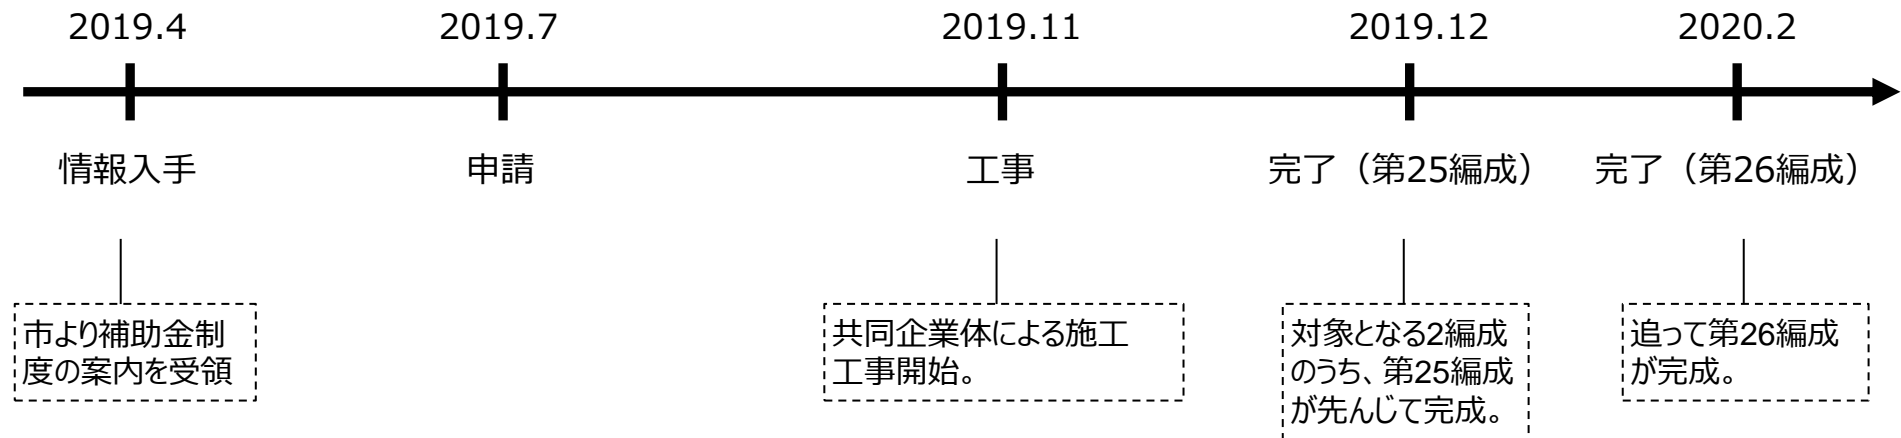 2019.4
2019.7
2019.11
2019.12
2020.2
情報入手
申請
工事
完了（第25編成）
完了（第26編成）
市より補助金制
度の案内を受領
共同企業体による施工
工事開始。
対象となる2編成
のうち、第25編成
が先んじて完成。
追って第26編成
が完成。